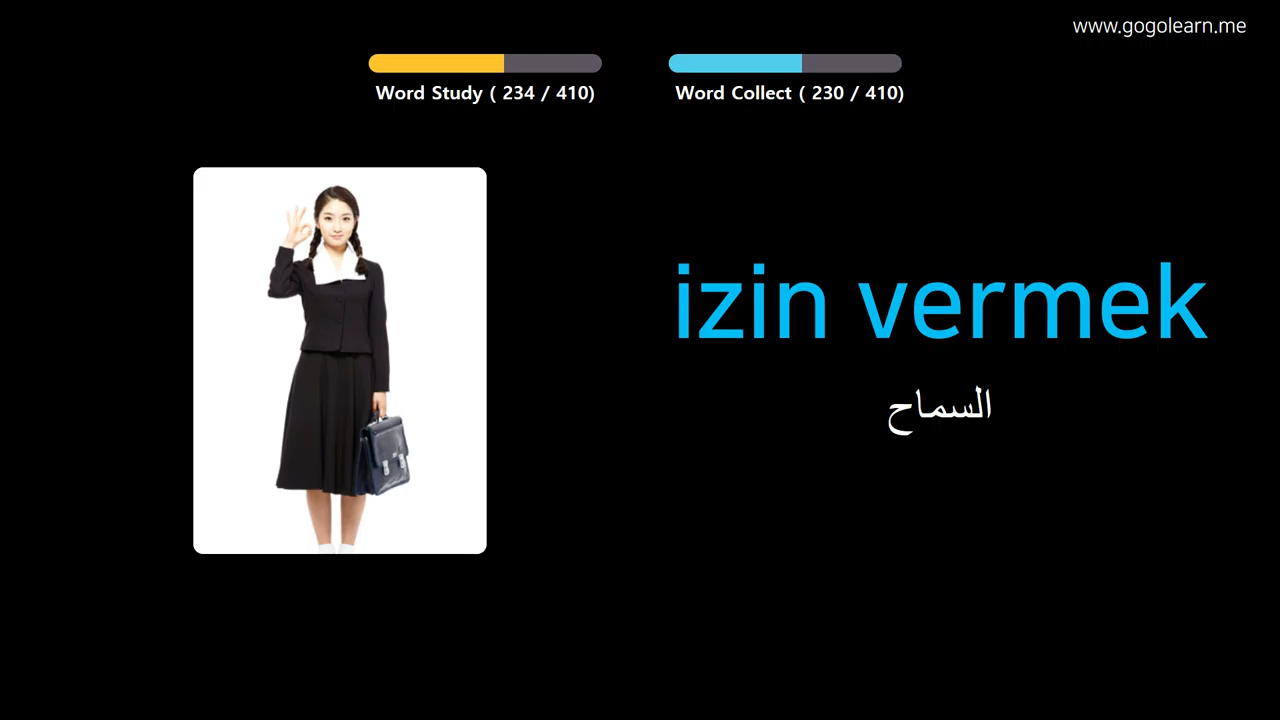 www.gogolearn.me
Word Study ( 234 / 410)
Word Collect ( 230 / 410)
izin vermek
السماح